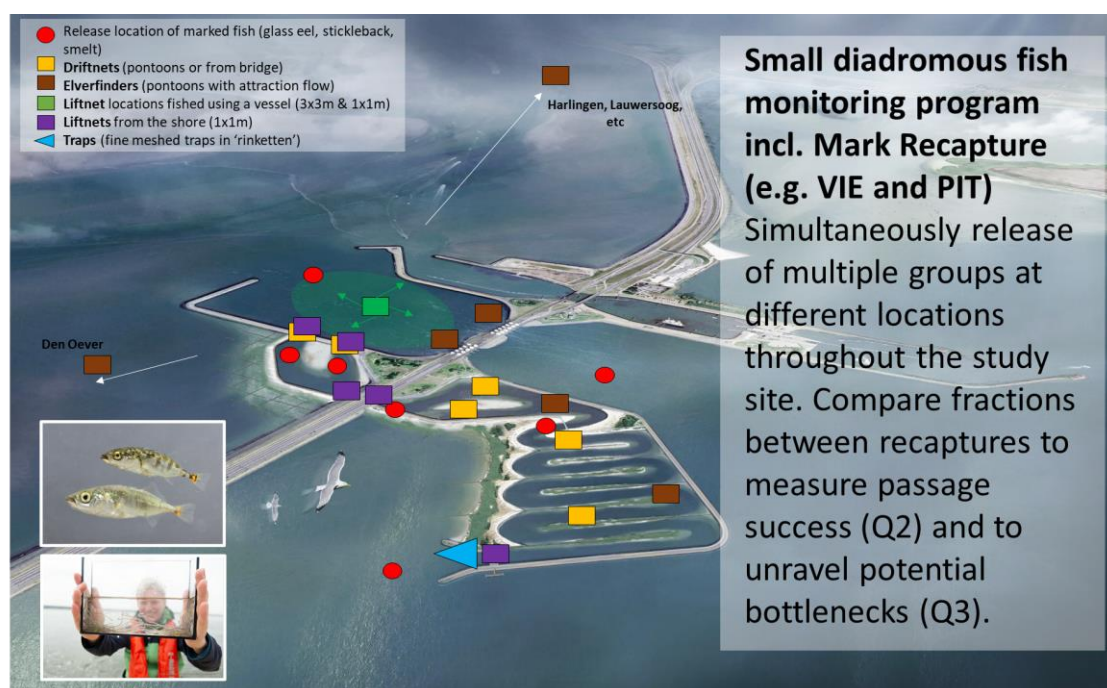 Release location of marked fish (glass eel, stickleback,
smelt)
Driftnets (pontoons or from bridge)
Elverfinders (pontoons with attraction flow)
Liftnet locations fished using a vessel (3x3m & 1x1m)
Liftnets from the shore (1x1m)
Traps (fine meshed traps in ‘rinketten’)
Harlingen, Lauwersoog,
etc
Den Oever
Small diadromous fish
monitoring program
incl. Mark Recapture
(e.g. VIE and PIT)
Simultaneously release
of multiple groups at
different locations
throughout the study
site. Compare fractions
between recaptures to
measure passage
success (Q2) and to
unravel potential
bottlenecks (Q3).